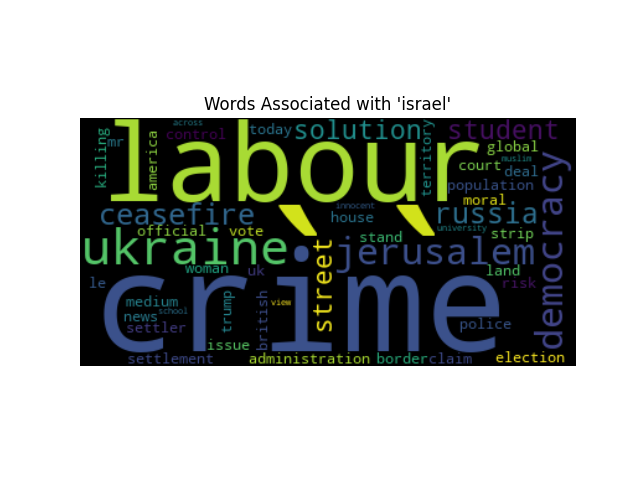 Words Associated with 'israel'
across
killing
mr
america
control
today
solution
territory
student
global
muslim
court
deal
labour
population
moral
ceasefire
innocent
house
russia
official
vote
` `
university
strip
stand
ukraine
street
jerusalem
democracy
woman
uk
land
le
risk
crime
medium
news
school
settler
trump
british
view
police
issue
settlement
administration
border
claim
election